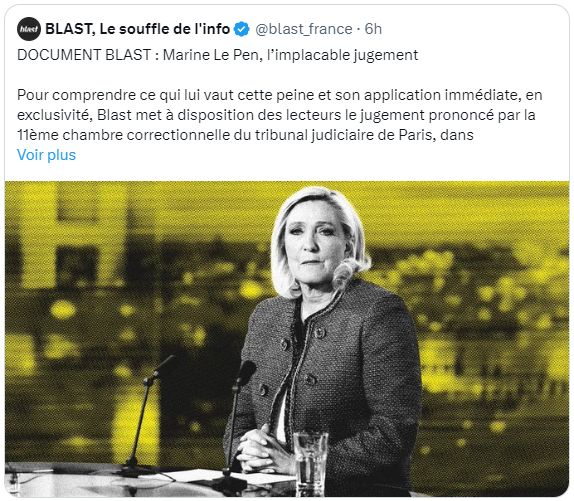 blast BLAST, Le souffle de l'info @blast_france · 6h
DOCUMENT BLAST : Marine Le Pen, l’implacable jugement
Pour comprendre ce qui lui vaut cette peine et son application immédiate, en
exclusivité, Blast met à disposition des lecteurs le jugement prononcé par la
11ème chambre correctionnelle du tribunal judiciaire de Paris, dans
Voir plus